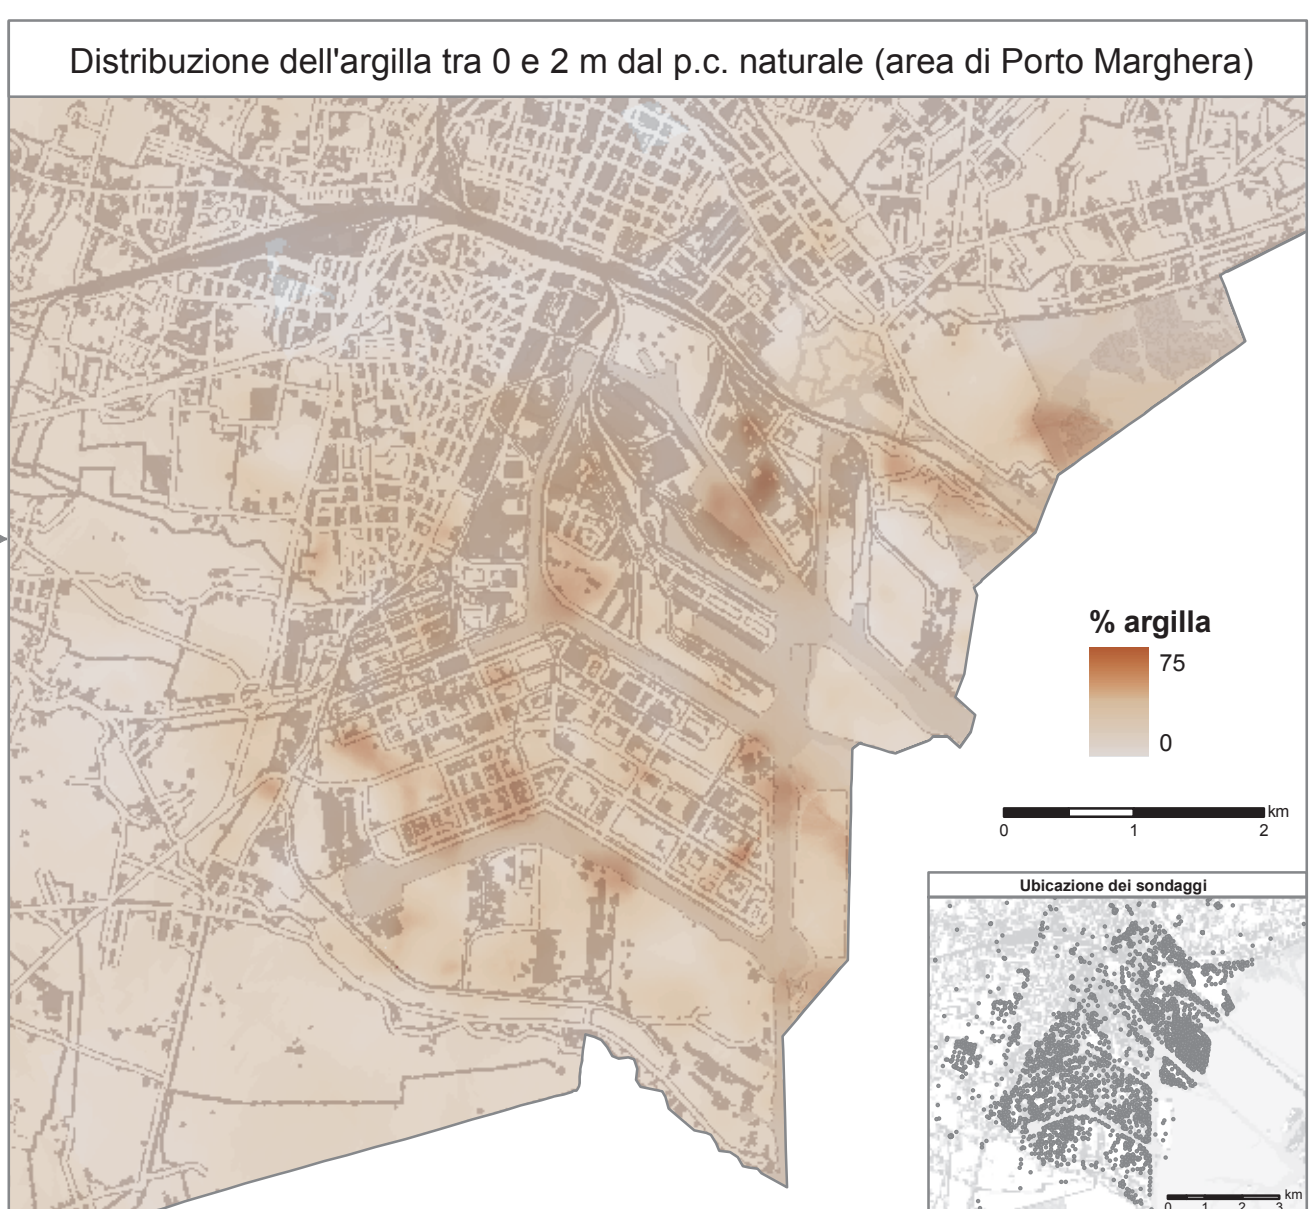 Distribuzione dell'argilla tra 0 e 2 m dal p.c. naturale (area di Porto Marghera)
% argilla
75
0
km
0 1 2
Ubicazione dei sondaggi
km
0 1 2 3